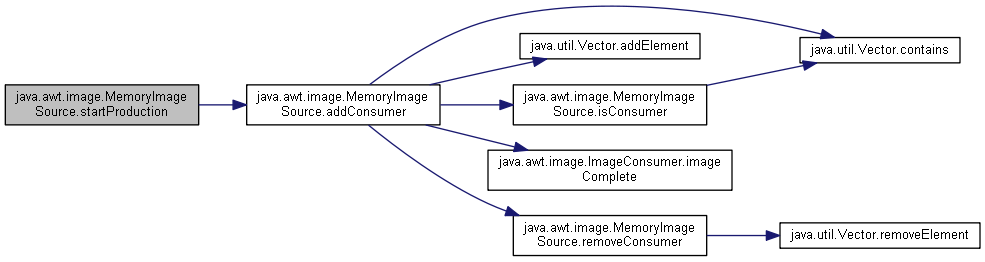 java.awt.image.MemoryImage
Source.startProduction
java.awt.image.MemoryImage
Source.addConsumer
java.util.Vector.addElement
java.util.Vector.contains
java.awt.image.MemoryImage
Source.isConsumer
java.awt.image.ImageConsumer.image
Complete
java.awt.image.MemoryImage
Source.removeConsumer
java.util.Vector.removeElement